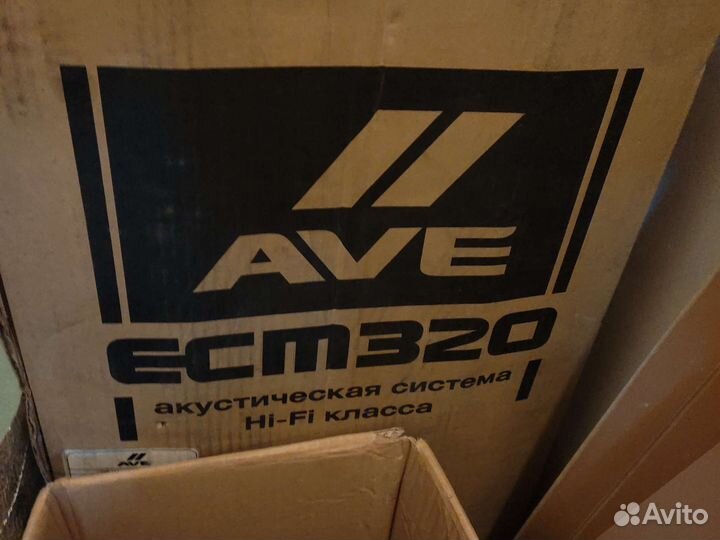 AVE
ECM320
акустическая система
Hi-Fi класса
AVE
Avito